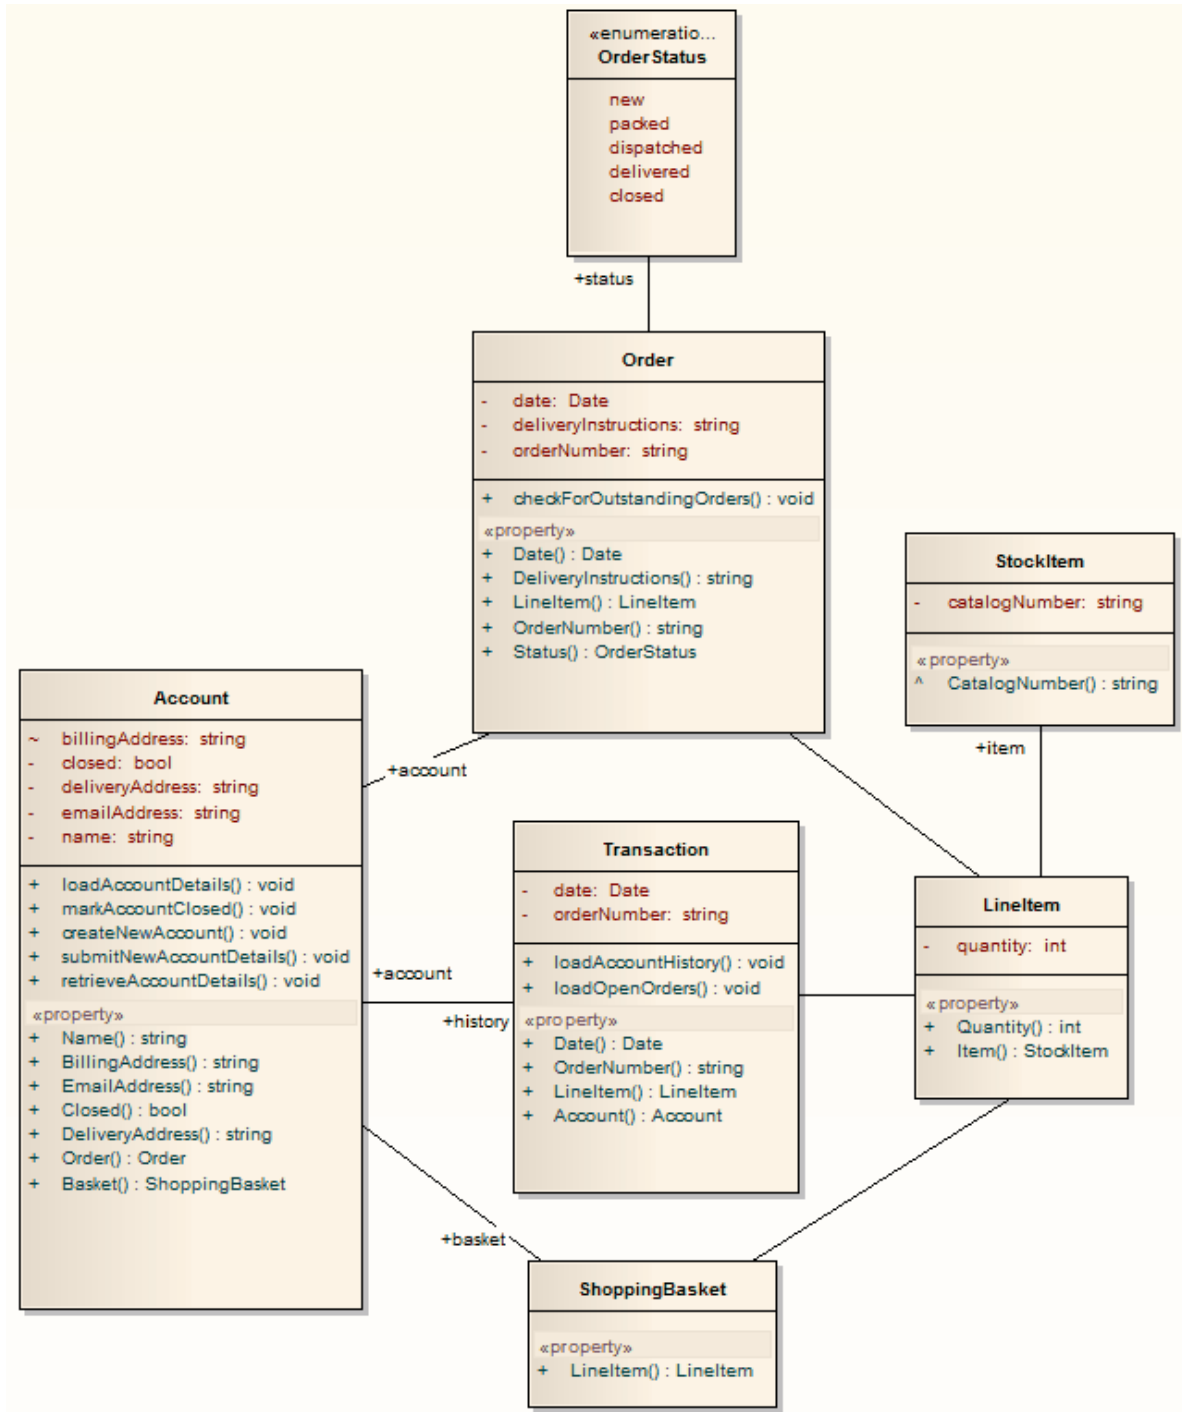 «enumeratio...
OrderStatus
new
packed
dispatched
delivered
closed
+status
Order
- date: Date
- deliveryInstructions: string
- orderNumber: string
+ checkForOutstandingOrders() : void
«property»
+ Date() : Date
+ DeliveryInstructions() : string
+ LineItem() : LineItem
+ OrderNumber() : string
+ Status() : OrderStatus
StockItem
- catalogNumber: string
«property»
^ CatalogNumber() : string
+item
Account
~ billingAddress: string
- closed: bool
- deliveryAddress: string
- emailAddress: string
- name: string
+ loadAccountDetails() : void
+ markAccountClosed() : void
+ createNewAccount() : void
+ submitNewAccountDetails() : void
+ retrieveAccountDetails() : void
«property»
+ Name() : string
+ BillingAddress() : string
+ EmailAddress() : string
+ Closed() : bool
+ DeliveryAddress() : string
+ Order() : Order
+ Basket() : ShoppingBasket
+account
+account
+history
Transaction
- date: Date
- orderNumber: string
+ loadAccountHistory() : void
+ loadOpenOrders() : void
«property»
+ Date() : Date
+ OrderNumber() : string
+ LineItem() : LineItem
+ Account() : Account
LineItem
- quantity: int
«property»
+ Quantity() : int
+ Item() : StockItem
+basket
ShoppingBasket
«property»
+ LineItem() : LineItem